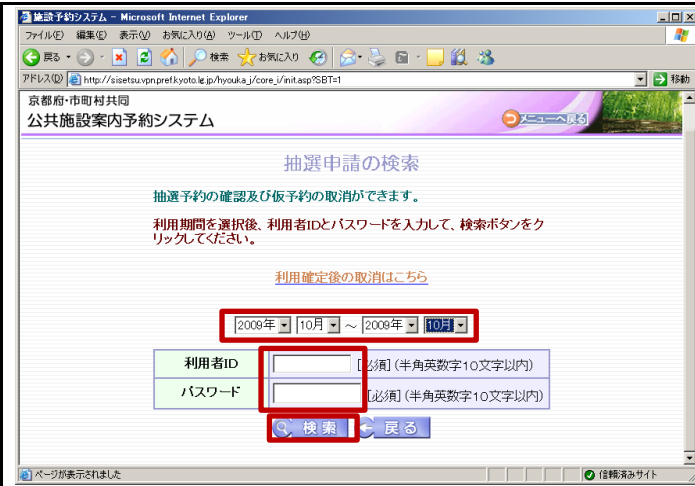 施設予約システム - Microsoft Internet Explorer
ファイル(F) 編集(E) 表示(V) お気に入り(A) ツール(T) ヘルプ(H)
戻る 検索 お気に入り
アドレス(D) http://sisetsu.vpn.pref.kyoto.lg.jp/hyouka_i/core_i/init.asp?SBT=1 移動
京都府・市町村共同
公共施設案内予約システム
メニューへ戻る
抽選申請の検索
抽選予約の確認及び仮予約の取消ができます。
利用期間を選択後、利用者IDとパスワードを入力して、検索ボタンをク
リックしてください。
利用確定後の取消はこちら
2009年 10月 ~ 2009年 10月
利用者ID [必須](半角英数字10文字以内)
パスワード [必須](半角英数字10文字以内)
検索 戻る
ページが表示されました 信頼済みサイト